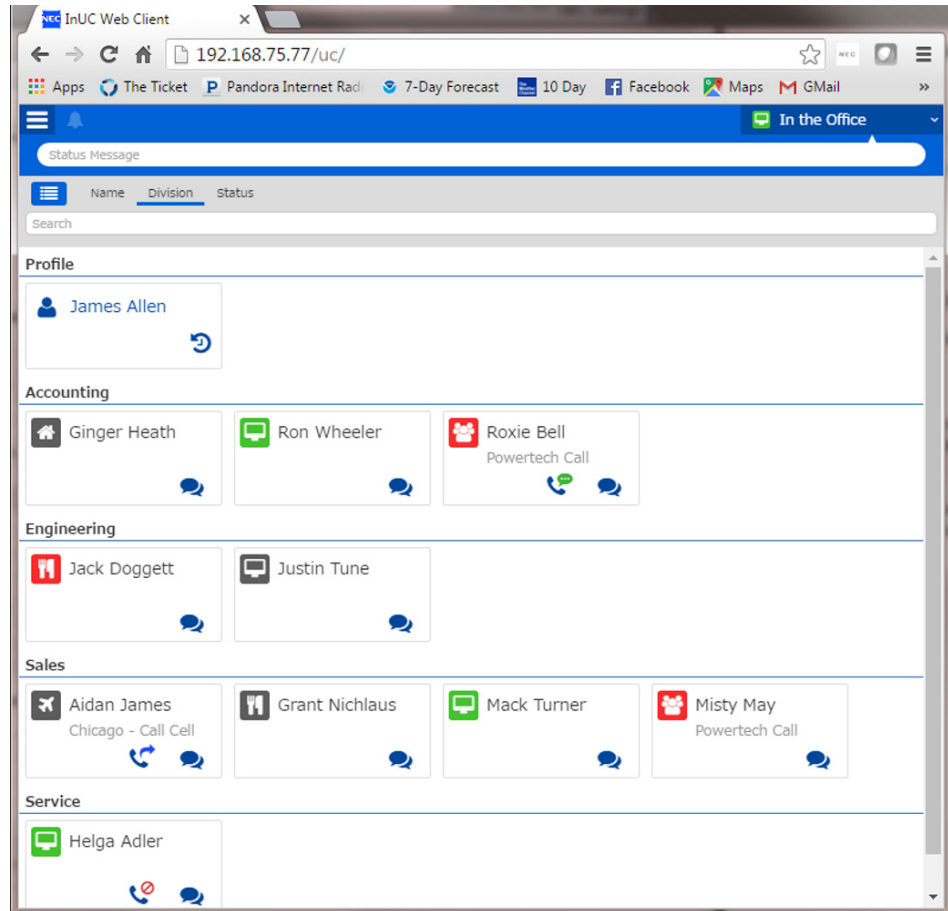 NEC InUC Web Client
192.168.75.77/uc/
NEC
Apps The Ticket P Pandora Internet Radi 7-Day Forecast 10 Day Facebook Maps GMail »
In the Office
Status Message
Name Division Status
Search
Profile
James Allen
Accounting
Ginger Heath Ron Wheeler Roxie Bell
Powertech Call
Engineering
Jack Doggett Justin Tune
Sales
Aidan James Grant Nichlaus Mack Turner Misty May
Chicago - Call Cell Powertech Call
Service
Helga Adler